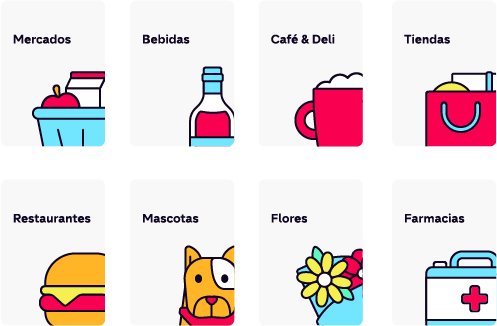 Mercados
Bebidas
Café & Deli
Tiendas
Restaurantes
Mascotas
Flores
Farmacias